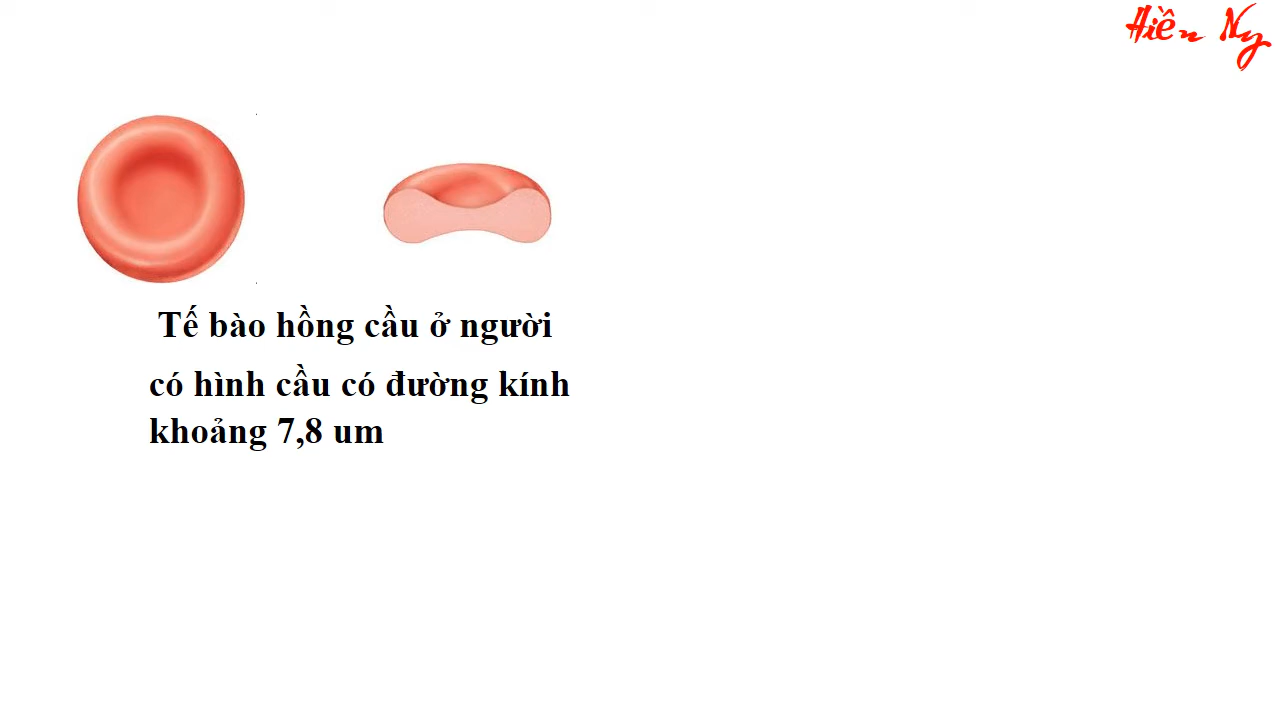 Hiền Ny
Tế bào hồng cầu ở người
có hình cầu có đường kính
khoảng 7,8 um